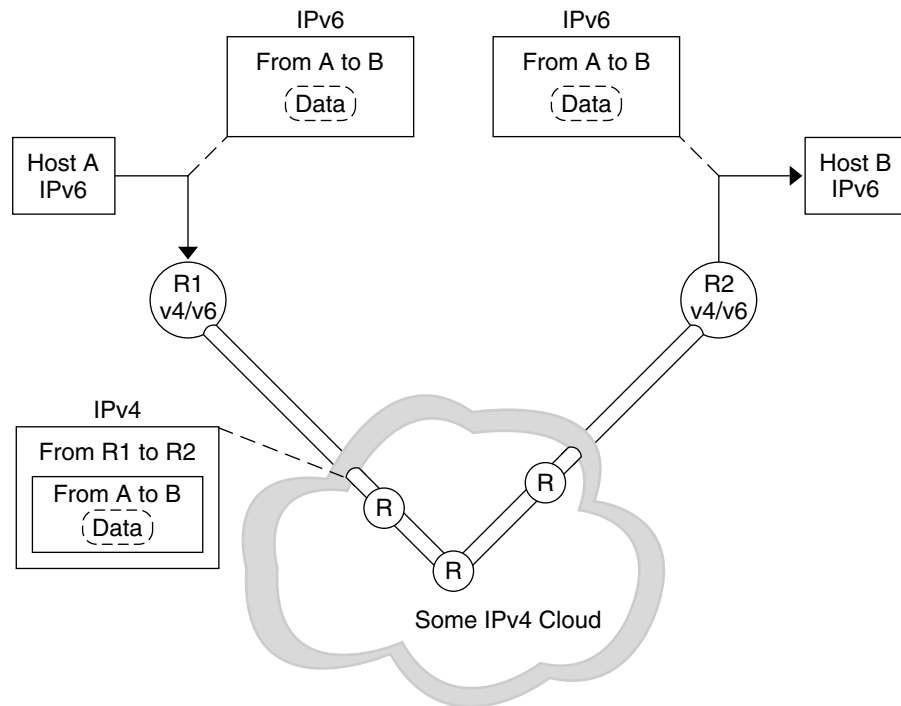 IPv6
From A to B
Data
IPv6
From A to B
Data
Host A
IPv6
Host B
IPv6
R1
v4/v6
R2
v4/v6
IPv4
From R1 to R2
From A to B
Data
R
R
R
Some IPv4 Cloud